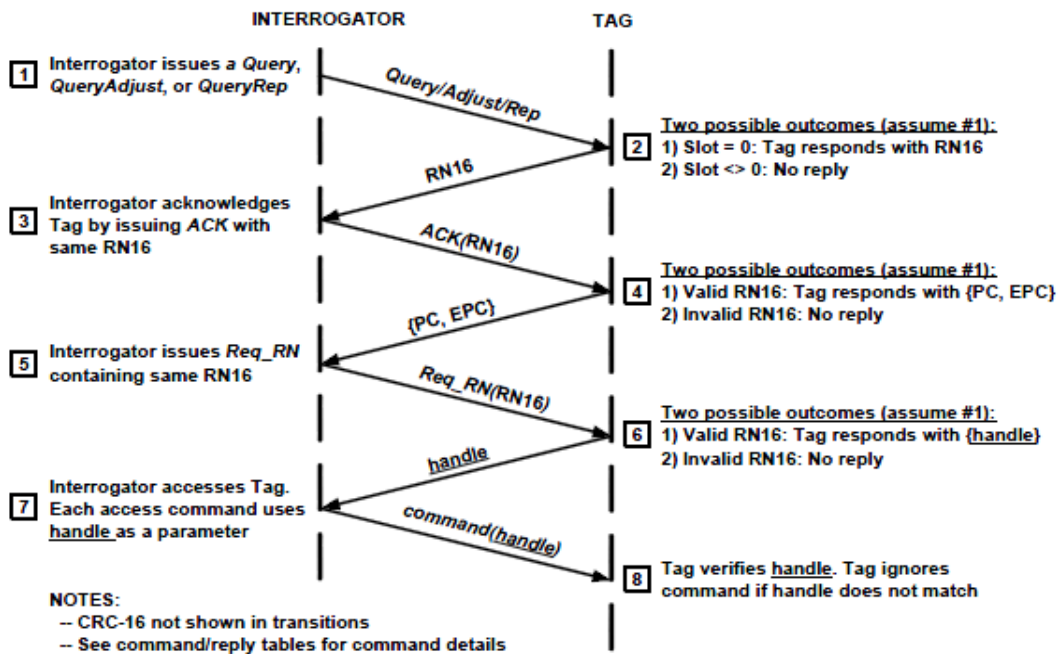 INTERROGATOR
TAG
1
Interrogator issues a Query,
QueryAdjust, or QueryRep
Query/Adjust/Rep
2
Two possible outcomes (assume #1):
1) Slot = 0: Tag responds with RN16
2) Slot <> 0: No reply
RN16
3
Interrogator acknowledges
Tag by issuing ACK with
same RN16
ACK(RN16)
4
Two possible outcomes (assume #1):
1) Valid RN16: Tag responds with {PC, EPC}
2) Invalid RN16: No reply
{PC, EPC}
5
Interrogator issues Req_RN
containing same RN16
Req_RN(RN16)
6
Two possible outcomes (assume #1):
1) Valid RN16: Tag responds with {handle}
2) Invalid RN16: No reply
handle
7
Interrogator accesses Tag.
Each access command uses
handle as a parameter
command(handle)
8
Tag verifies handle. Tag ignores
command if handle does not match
NOTES:
-- CRC-16 not shown in transitions
-- See command/reply tables for command details